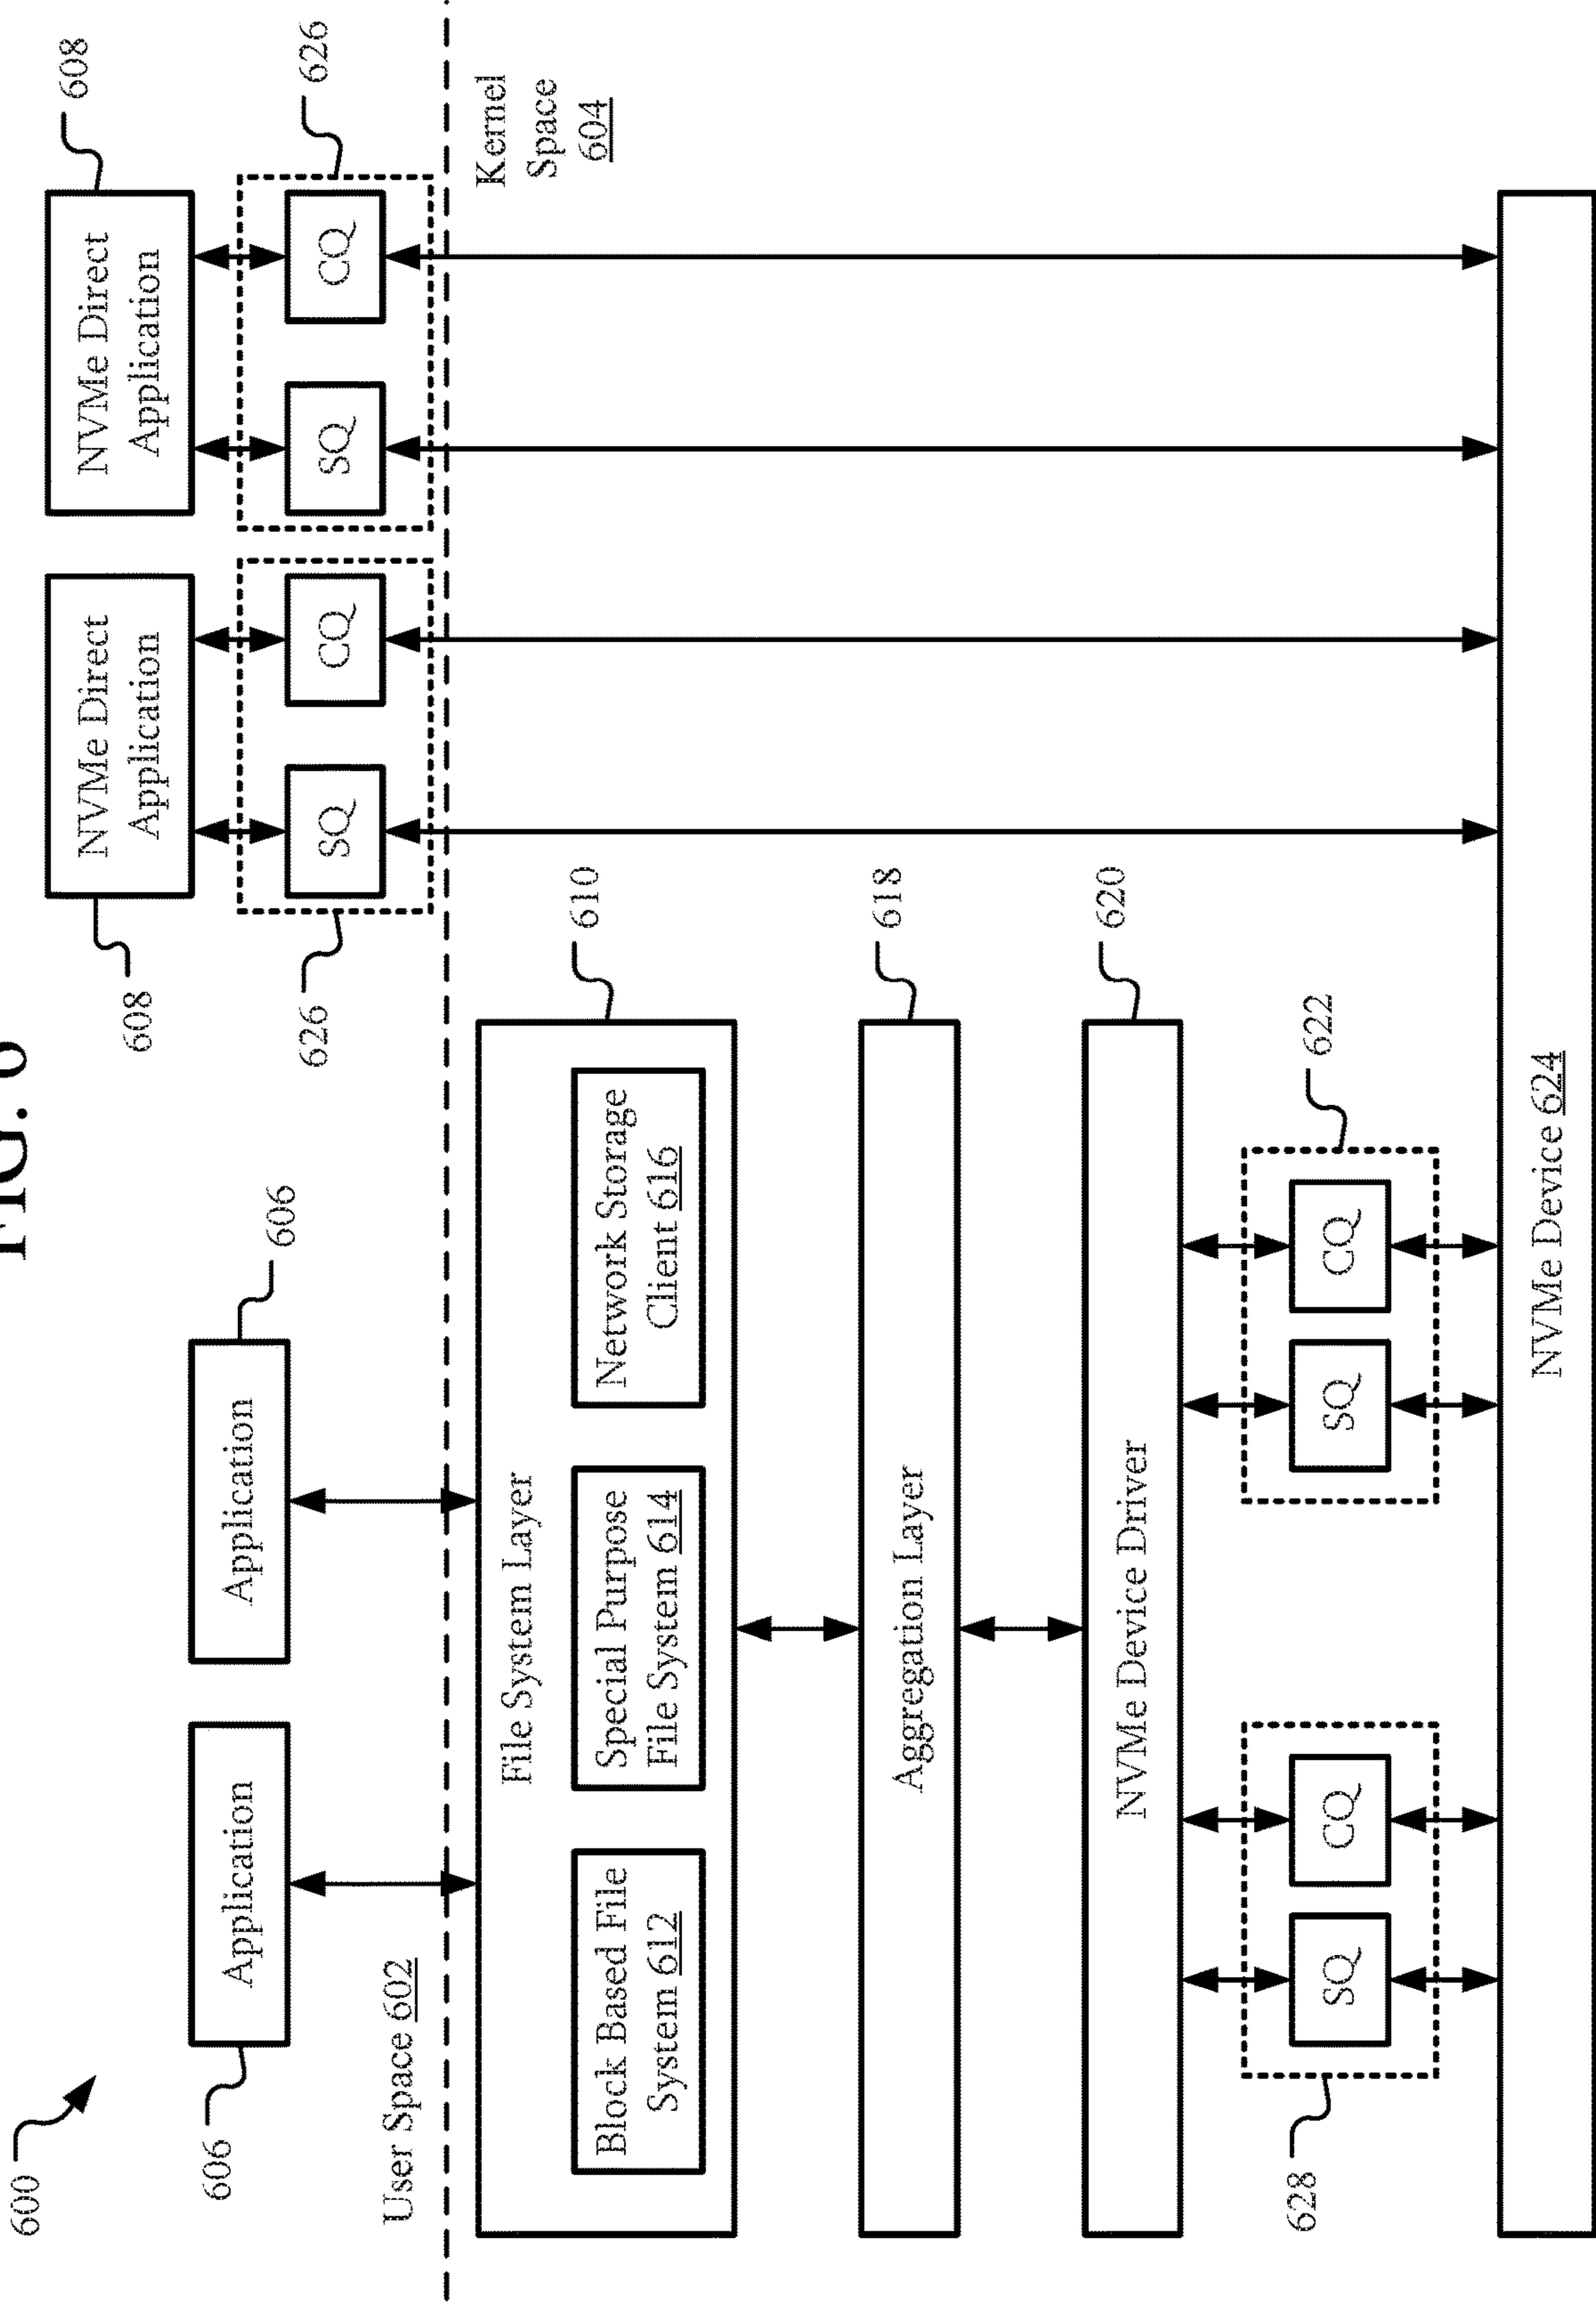 FIG. 6
600
606
Application
Application
606
608
NVMe Direct
Application
NVMe Direct
Application
608
626
SQ
CQ
SQ
CQ
626
User Space 602
Kernel
Space
604
File System Layer
610
Block Based File
System 612
Special Purpose
File System 614
Network Storage
Client 616
Aggregation Layer
618
NVMe Device Driver
620
628
SQ
CQ
SQ
CQ
622
NVMe Device 624